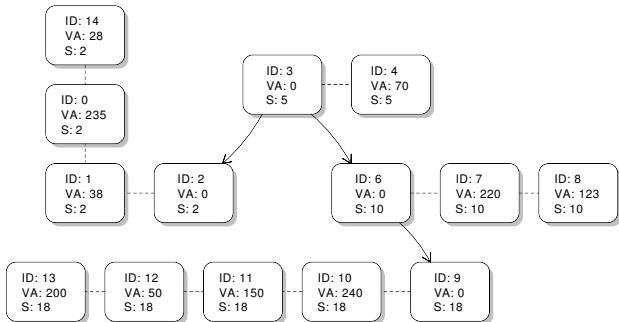 ID: 14
VA: 28
S: 2
ID: 3
VA: 0
S: 5
ID: 4
VA: 70
S: 5
ID: 0
VA: 235
S: 2
ID: 1
VA: 38
S: 2
ID: 2
VA: 0
S: 2
ID: 6
VA: 0
S: 10
ID: 7
VA: 220
S: 10
ID: 8
VA: 123
S: 10
ID: 13
VA: 200
S: 18
ID: 12
VA: 50
S: 18
ID: 11
VA: 150
S: 18
ID: 10
VA: 240
S: 18
ID: 9
VA: 0
S: 18